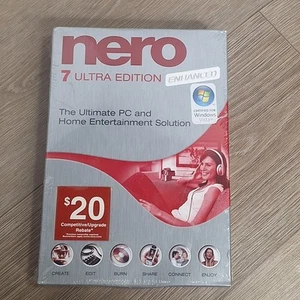 nero
7 ULTRA EDITION
ENHANCED
The Ultimate PC and
Home Entertainment Solution
Windows
$20
Competitive/Upgrade
Rebate*
CREATE
EDIT
BURN
SHARE
CONNECT
ENJOY